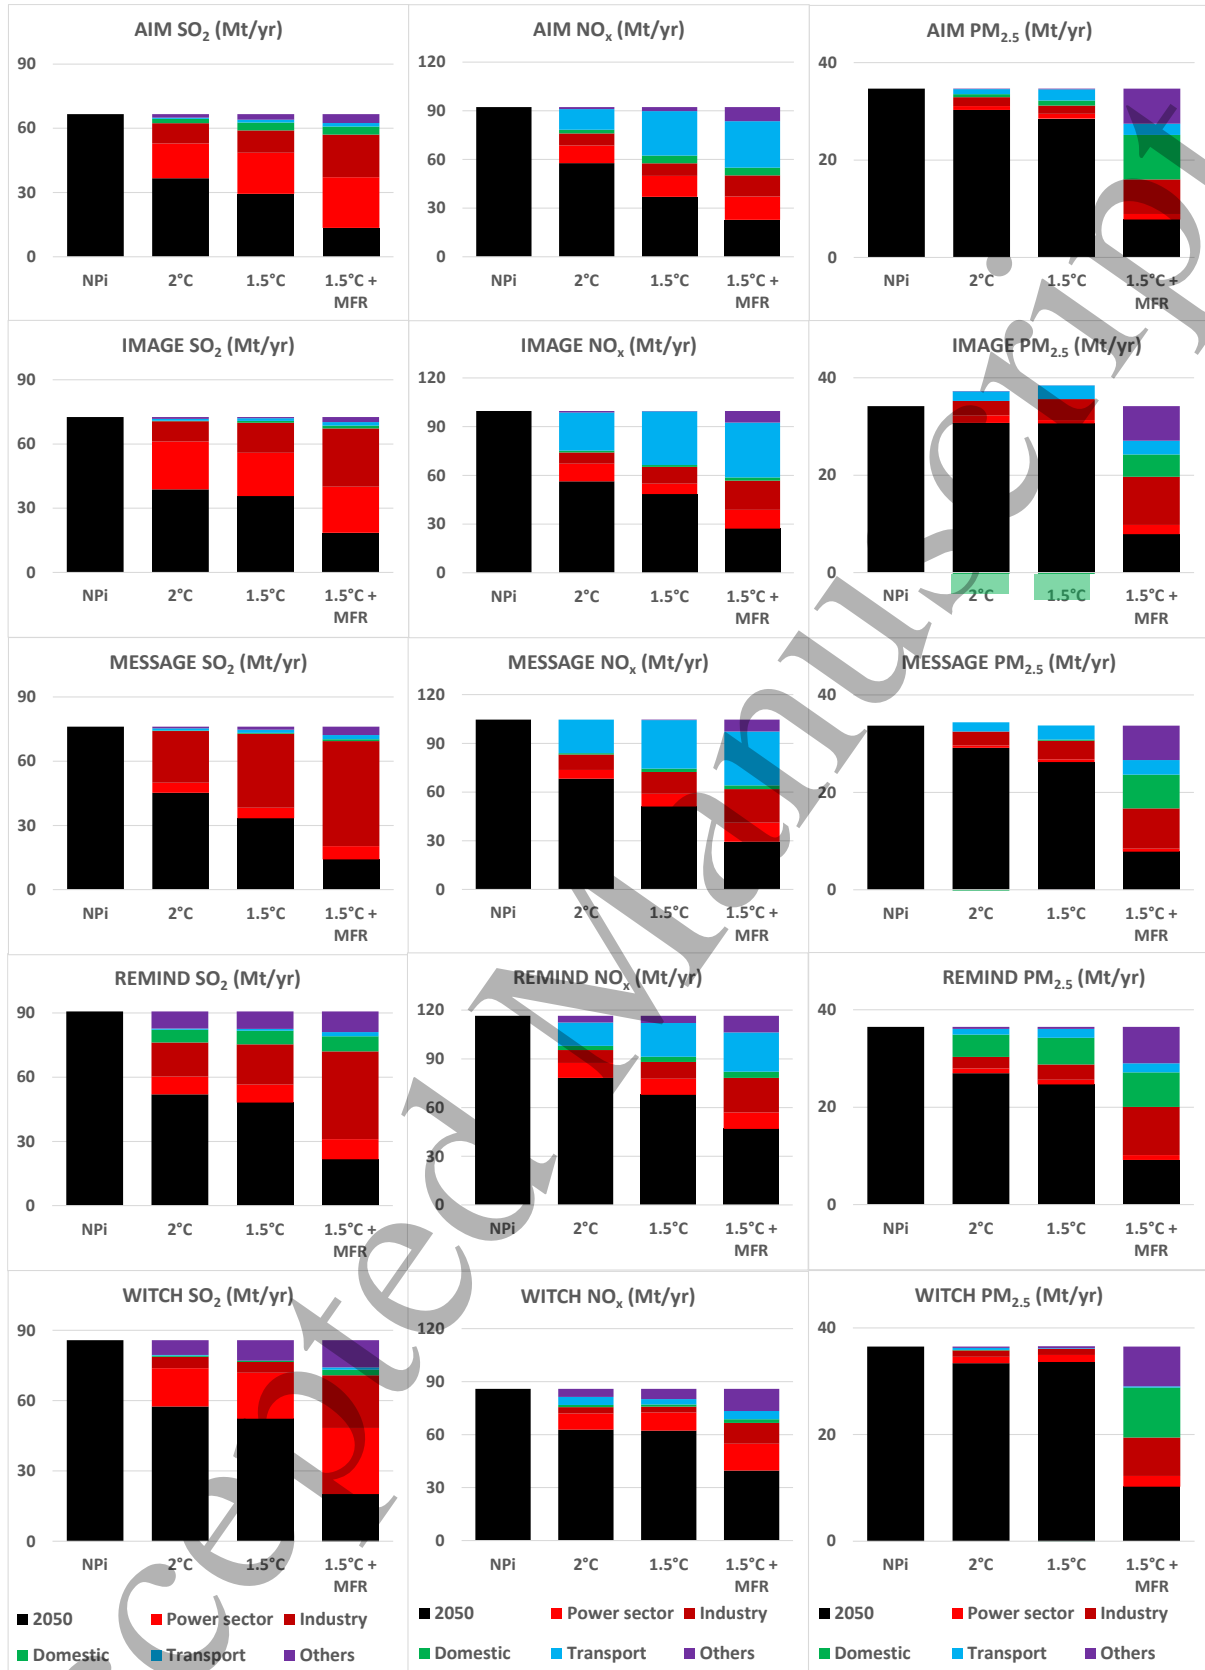 AIM SO₂ (Mt/yr)
90
60
30
0
NPi 2°C 1.5°C 1.5°C +
MFR
AIM NOₓ (Mt/yr)
120
90
60
30
0
NPi 2°C 1.5°C 1.5°C +
MFR
AIM PM₂.₅ (Mt/yr)
40
20
0
NPi 2°C 1.5°C 1.5°C +
MFR
IMAGE SO₂ (Mt/yr)
90
60
30
0
NPi 2°C 1.5°C 1.5°C +
MFR
IMAGE NOₓ (Mt/yr)
120
90
60
30
0
NPi 2°C 1.5°C 1.5°C +
MFR
IMAGE PM₂.₅ (Mt/yr)
40
20
0
NPi 2°C 1.5°C 1.5°C +
MFR
MESSAGE SO₂ (Mt/yr)
90
60
30
0
NPi 2°C 1.5°C 1.5°C +
MFR
MESSAGE NOₓ (Mt/yr)
120
90
60
30
0
NPi 2°C 1.5°C 1.5°C +
MFR
MESSAGE PM₂.₅ (Mt/yr)
40
20
0
NPi 2°C 1.5°C 1.5°C +
MFR
REMIND SO₂ (Mt/yr)
90
60
30
0
NPi 2°C 1.5°C 1.5°C +
MFR
REMIND NOₓ (Mt/yr)
120
90
60
30
0
NPi 2°C 1.5°C 1.5°C +
MFR
REMIND PM₂.₅ (Mt/yr)
40
20
0
NPi 2°C 1.5°C 1.5°C +
MFR
WITCH SO₂ (Mt/yr)
90
60
30
0
NPi 2°C 1.5°C 1.5°C +
MFR
2050 Power sector Industry
Domestic Transport Others
WITCH NOₓ (Mt/yr)
120
90
60
30
0
NPi 2°C 1.5°C 1.5°C +
MFR
2050 Power sector Industry
Domestic Transport Others
WITCH PM₂.₅ (Mt/yr)
40
20
0
NPi 2°C 1.5°C 1.5°C +
MFR
2050 Power sector Industry
Domestic Transport Others
ccepted Manuscript